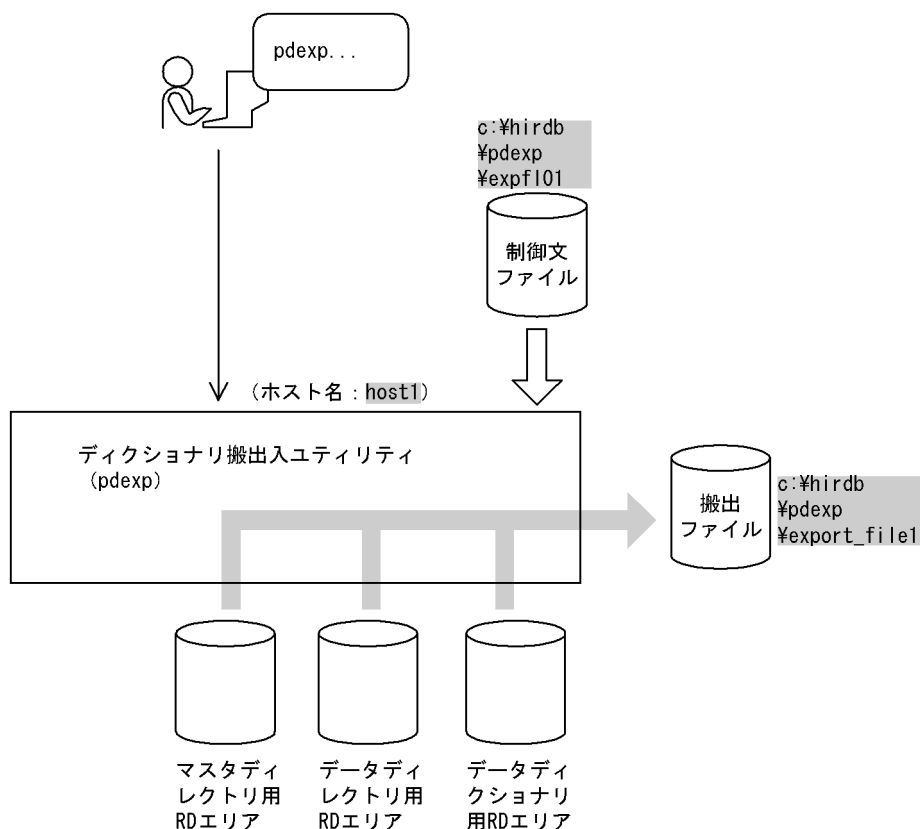 pdexp...
c:¥hirdb
¥pdexp
¥expfl01
制御文
ファイル
(ホスト名:host1)
ディクショナリ搬出入ユティリティ
(pdexp)
搬出
ファイル
c:¥hirdb
¥pdexp
¥export_file1
マスタディ
レクトリ用
RDエリア
データディ
レクトリ用
RDエリア
データディ
クショナリ
用RDエリア